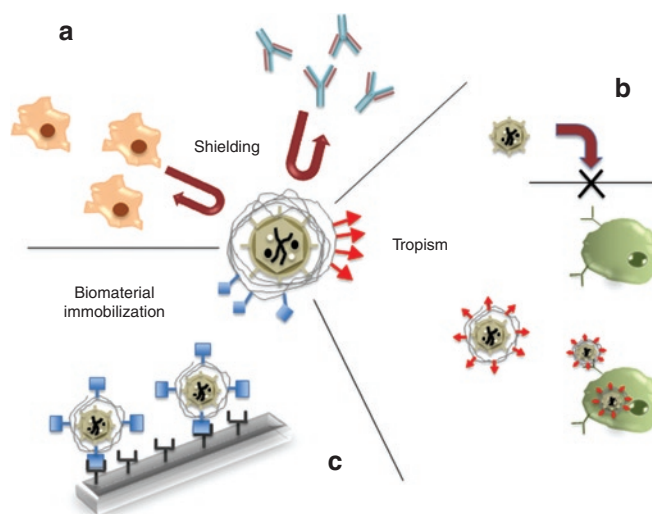 a
Shielding
b
Tropism
Biomaterial
immobilization
c